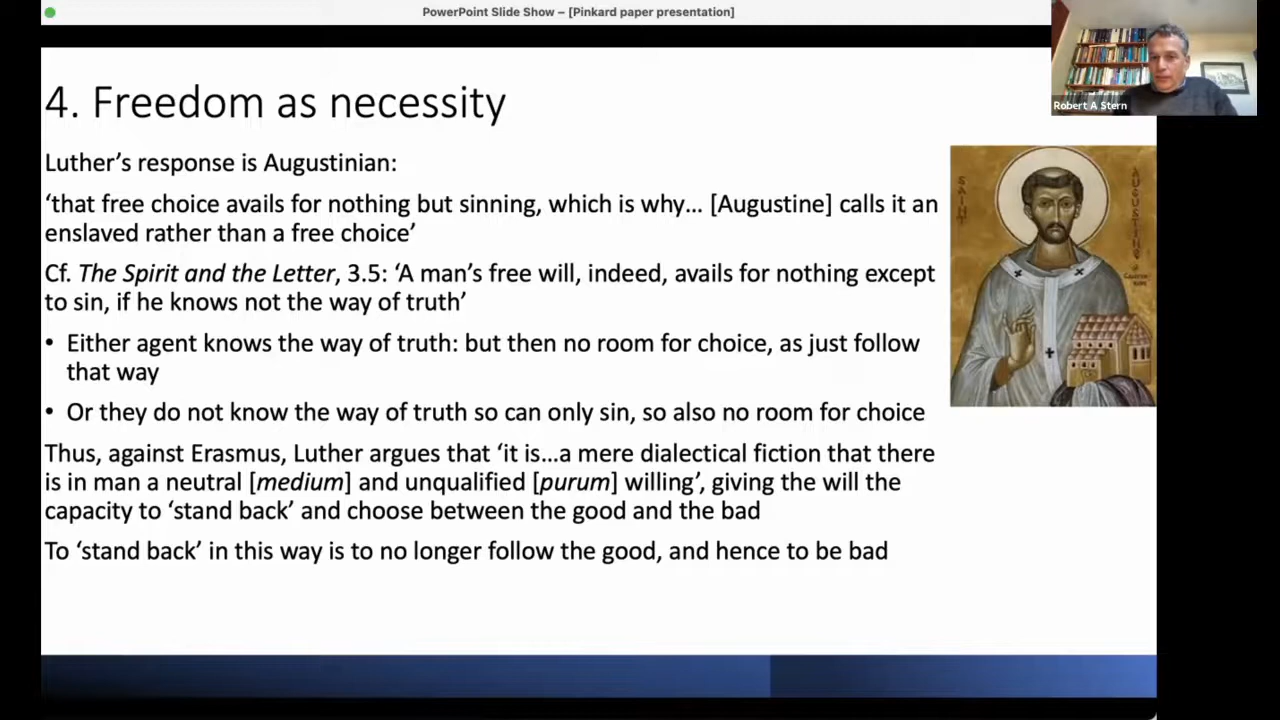 PowerPoint Slide Show – [Pinkard paper presentation]
Robert A Stern
4. Freedom as necessity
Luther’s response is Augustinian:
‘that free choice avails for nothing but sinning, which is why… [Augustine] calls it an
enslaved rather than a free choice’
Cf. The Spirit and the Letter, 3.5: ‘A man’s free will, indeed, avails for nothing except
to sin, if he knows not the way of truth’
• Either agent knows the way of truth: but then no room for choice, as just follow
that way
• Or they do not know the way of truth so can only sin, so also no room for choice
Thus, against Erasmus, Luther argues that ‘it is…a mere dialectical fiction that there
is in man a neutral [medium] and unqualified [purum] willing’, giving the will the
capacity to ‘stand back’ and choose between the good and the bad
To ‘stand back’ in this way is to no longer follow the good, and hence to be bad
SAINT
AUGUSTINE